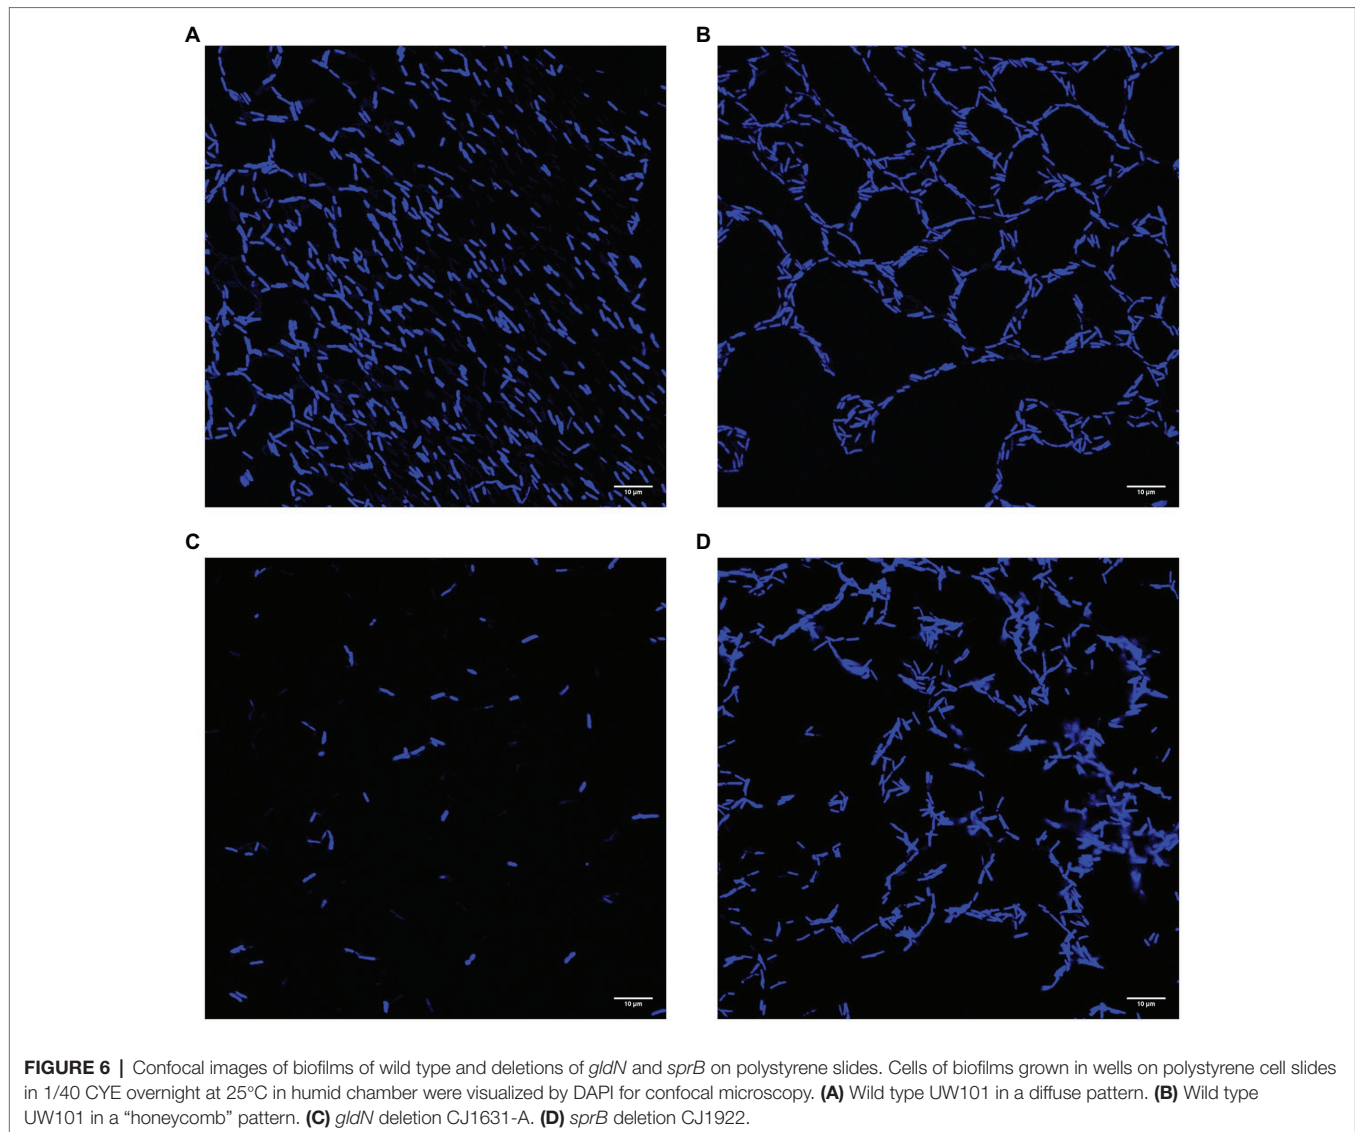 A
B
10 µm
10 µm
C
D
10 µm
10 µm
FIGURE 6 | Confocal images of biofilms of wild type and deletions of gldN and sprB on polystyrene slides. Cells of biofilms grown in wells on polystyrene cell slides
in 1/40 CYE overnight at 25°C in humid chamber were visualized by DAPI for confocal microscopy. (A) Wild type UW101 in a diffuse pattern. (B) Wild type
UW101 in a “honeycomb” pattern. (C) gldN deletion CJ1631-A. (D) sprB deletion CJ1922.